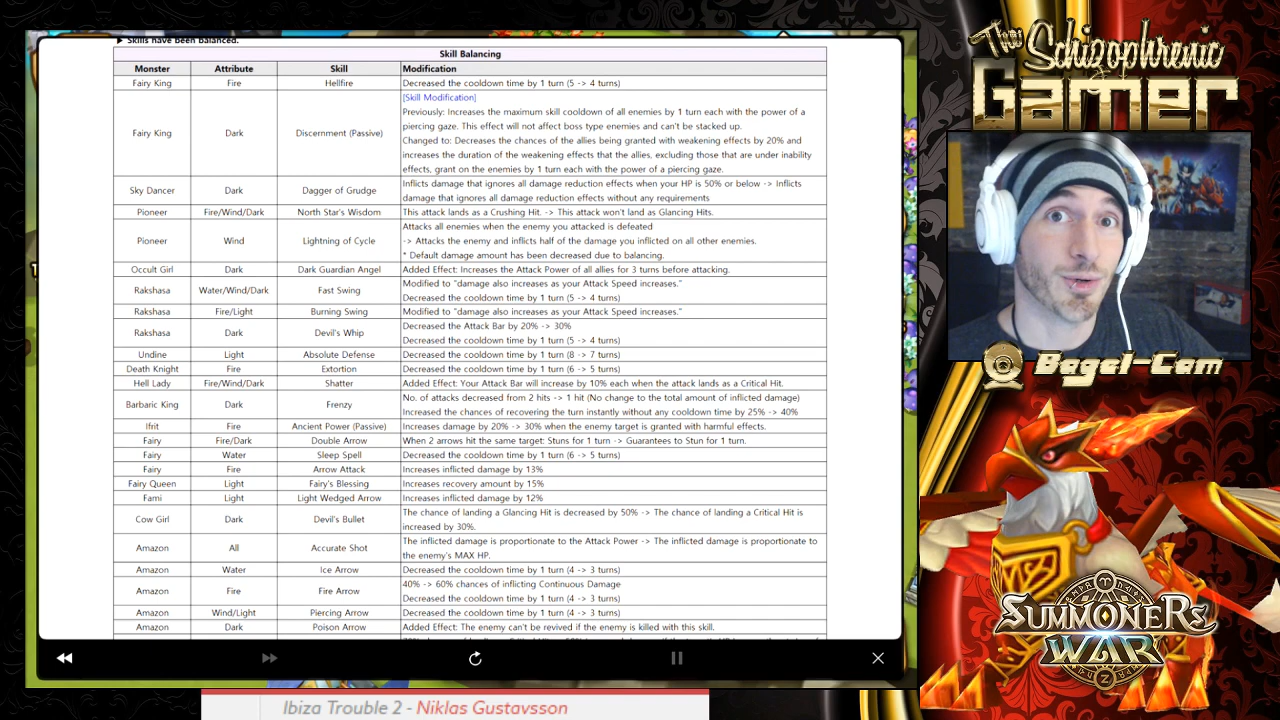 ▶ Skills have been balanced.
Skill Balancing
Monster Attribute Skill Modification
Fairy King Fire Hellfire Decreased the cooldown time by 1 turn (5 -> 4 turns)
Fairy King Dark Discernment (Passive) [Skill Modification]
Previously: Increases the maximum skill cooldown of all enemies by 1 turn each with the power of a
piercing gaze. This effect will not affect boss type enemies and can't be stacked up.
Changed to: Decreases the chances of the allies being granted with weakening effects by 20% and
increases the duration of the weakening effects that the allies, excluding those that are under inability
effects, grant on the enemies by 1 turn each with the power of a piercing gaze.
Sky Dancer Dark Dagger of Grudge Inflicts damage that ignores all damage reduction effects when your HP is 50% or below -> Inflicts
damage that ignores all damage reduction effects without any requirements
Pioneer Fire/Wind/Dark North Star's Wisdom This attack lands as a Crushing Hit. -> This attack won't land as Glancing Hits.
Pioneer Wind Lightning of Cycle Attacks all enemies when the enemy you attacked is defeated
-> Attacks the enemy and inflicts half of the damage you inflicted on all other enemies.
* Default damage amount has been decreased due to balancing.
Occult Girl Dark Dark Guardian Angel Added Effect: Increases the Attack Power of all allies for 3 turns before attacking.
Rakshasa Water/Wind/Dark Fast Swing Modified to "damage also increases as your Attack Speed increases."
Decreased the cooldown time by 1 turn (5 -> 4 turns)
Rakshasa Fire/Light Burning Swing Modified to "damage also increases as your Attack Speed increases."
Rakshasa Dark Devil's Whip Decreased the Attack Bar by 20% -> 30%
Decreased the cooldown time by 1 turn (5 -> 4 turns)
Undine Light Absolute Defense Decreased the cooldown time by 1 turn (8 -> 7 turns)
Death Knight Fire Extortion Decreased the cooldown time by 1 turn (6 -> 5 turns)
Hell Lady Fire/Wind/Dark Shatter Added Effect: Your Attack Bar will increase by 10% each when the attack lands as a Critical Hit.
Barbaric King Dark Frenzy No. of attacks decreased from 2 hits -> 1 hit (No change to the total amount of inflicted damage)
Increased the chances of recovering the turn instantly without any cooldown time by 25% -> 40%
Ifrit Fire Ancient Power (Passive) Increases damage by 20% -> 30% when the enemy target is granted with harmful effects.
Fairy Fire/Dark Double Arrow When 2 arrows hit the same target: Stuns for 1 turn -> Guarantees to Stun for 1 turn.
Fairy Water Sleep Spell Decreased the cooldown time by 1 turn (6 -> 5 turns)
Fairy Fire Arrow Attack Increases inflicted damage by 13%
Fairy Queen Light Fairy's Blessing Increases recovery amount by 15%
Fami Light Light Wedged Arrow Increases inflicted damage by 12%
Cow Girl Dark Devil's Bullet The chance of landing a Glancing Hit is decreased by 50% -> The chance of landing a Critical Hit is
increased by 30%.
Amazon All Accurate Shot The inflicted damage is proportionate to the Attack Power -> The inflicted damage is proportionate to
the enemy's MAX HP.
Amazon Water Ice Arrow Decreased the cooldown time by 1 turn (4 -> 3 turns)
Amazon Fire Fire Arrow 40% -> 60% chances of inflicting Continuous Damage
Decreased the cooldown time by 1 turn (4 -> 3 turns)
Amazon Wind/Light Piercing Arrow Decreased the cooldown time by 1 turn (4 -> 3 turns)
Amazon Dark Poison Arrow Added Effect: The enemy can't be revived if the enemy is killed with this skill.
The
Schizophrenic
Gamer
Bagel-Cam
SUMMONERS
WAR
Ibiza Trouble 2 - Niklas Gustavsson